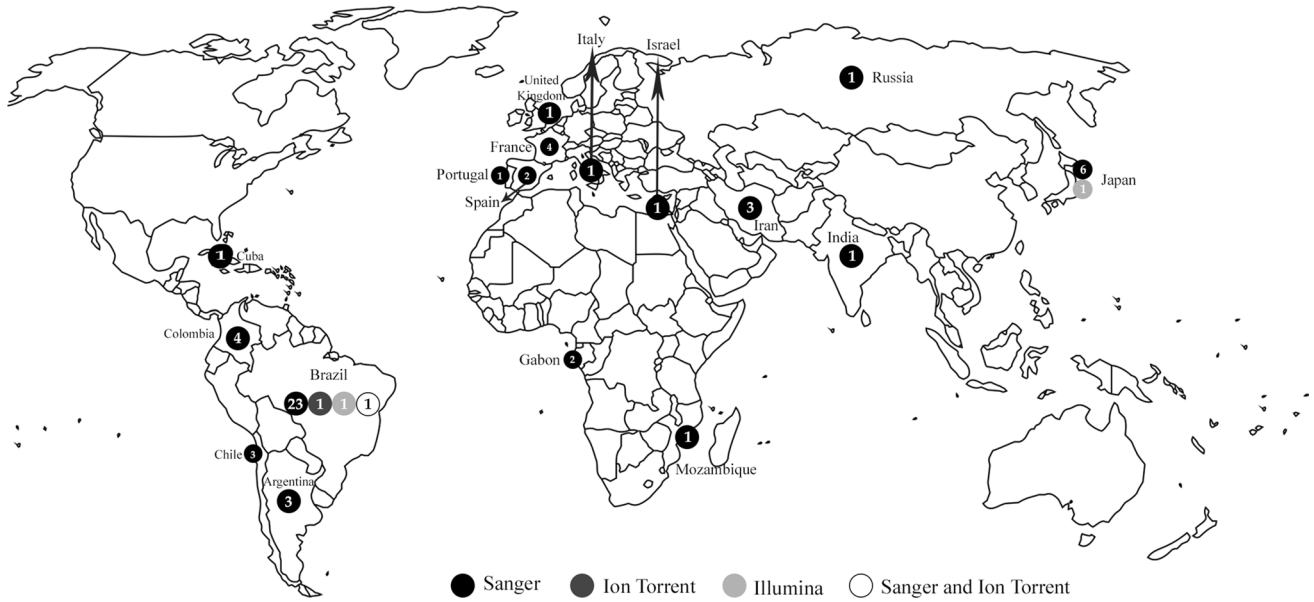 Italy
Israel
United
Kingdom
1
1
Russia
France
4
Portugal
1
2
Spain
1
1
3
Iran
6
1
Japan
India
1
1
Cuba
Colombia
4
Gabon
2
Brazil
23
1
1
1
1
Mozambique
Chile
3
Argentina
3
Sanger
Ion Torrent
Illumina
Sanger and Ion Torrent